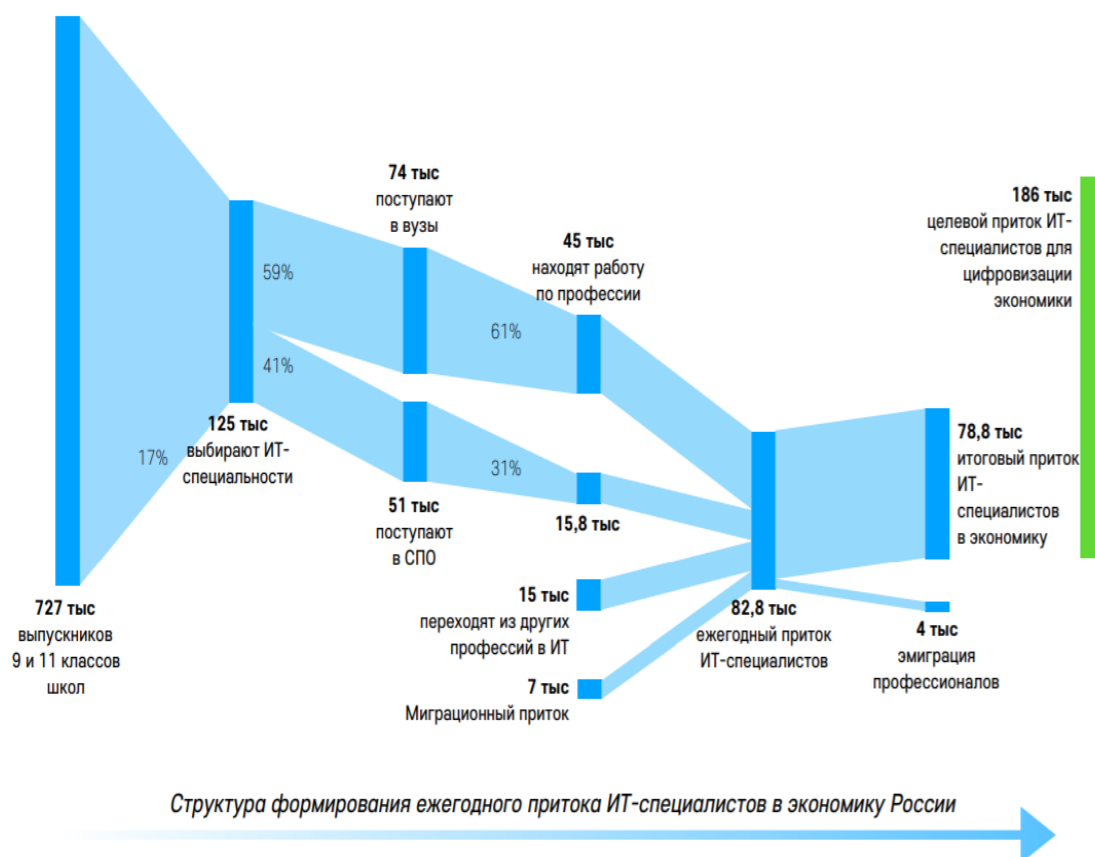 74 тыс
поступают
в вузы
186 тыс
целевой приток ИТ-
специалистов для
цифровизации
экономики
45 тыс
находят работу
по профессии
59%
61%
41%
125 тыс
выбирают ИТ-
специальности
17%
31%
78,8 тыс
итоговый приток
ИТ-
специалистов
в экономику
51 тыс
поступают
в СПО
15,8 тыс
727 тыс
выпускников
9 и 11 классов
школ
15 тыс
переходят из других
профессий в ИТ
82,8 тыс
ежегодный приток
ИТ-специалистов
4 тыс
эмиграция
профессионалов
7 тыс
Миграционный приток
Структура формирования ежегодного притока ИТ-специалистов в экономику России